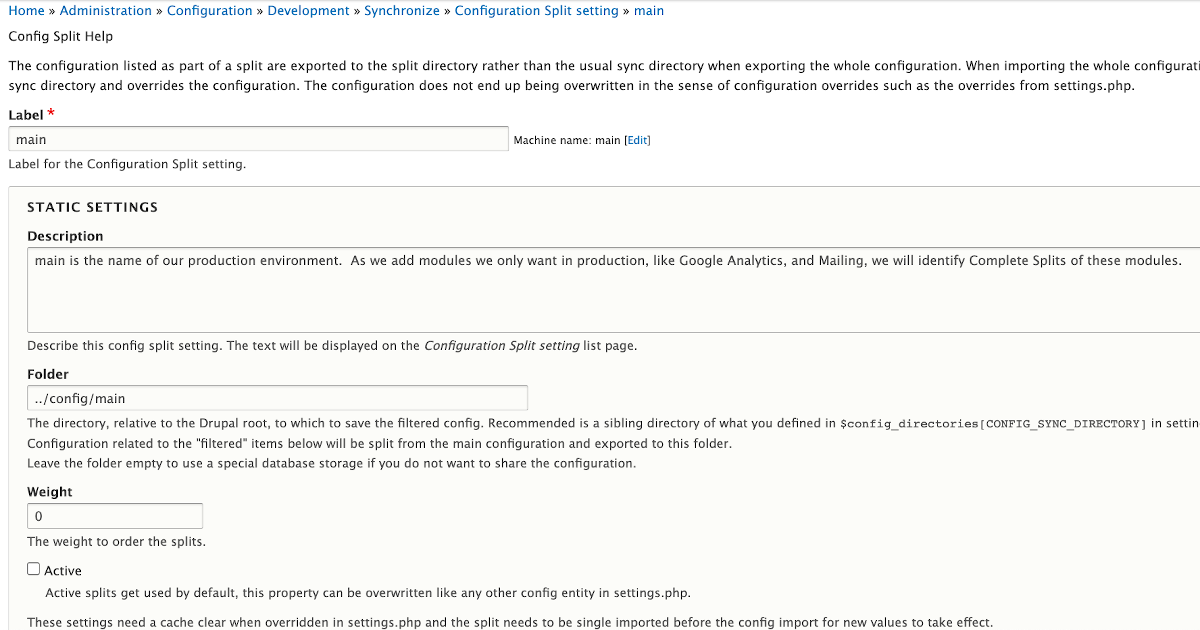 Home » Administration » Configuration » Development » Synchronize » Configuration Split setting » main
Config Split Help
The configuration listed as part of a split are exported to the split directory rather than the usual sync directory when exporting the whole configuration. When importing the whole configurati
sync directory and overrides the configuration. The configuration does not end up being overwritten in the sense of configuration overrides such as the overrides from settings.php.
Label *
main Machine name: main [Edit]
Label for the Configuration Split setting.
STATIC SETTINGS
Description
main is the name of our production environment.  As we add modules we only want in production, like Google Analytics, and Mailing, we will identify Complete Splits of these modules.
Describe this config split setting. The text will be displayed on the Configuration Split setting list page.
Folder
../config/main
The directory, relative to the Drupal root, to which to save the filtered config. Recommended is a sibling directory of what you defined in $config_directories[CONFIG_SYNC_DIRECTORY] in settin
Configuration related to the "filtered" items below will be split from the main configuration and exported to this folder.
Leave the folder empty to use a special database storage if you do not want to share the configuration.
Weight
0
The weight to order the splits.
Active
Active splits get used by default, this property can be overwritten like any other config entity in settings.php.
These settings need a cache clear when overridden in settings.php and the split needs to be single imported before the config import for new values to take effect.